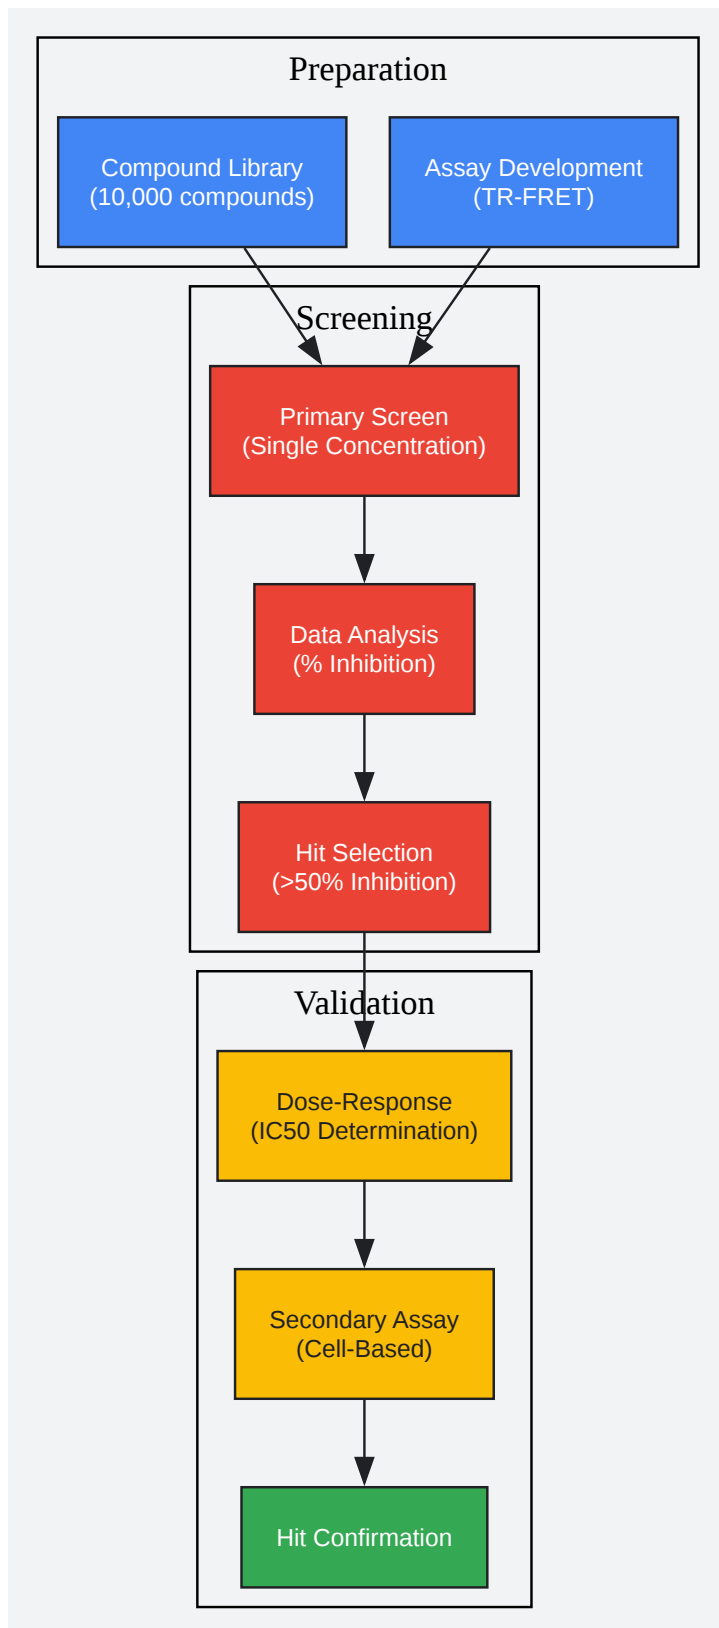 Preparation
Compound Library
(10,000 compounds)
Assay Development
(TR-FRET)
Screening
Primary Screen
(Single Concentration)
Data Analysis
(% Inhibition)
Hit Selection
(>50% Inhibition)
Validation
Dose-Response
(IC50 Determination)
Secondary Assay
(Cell-Based)
Hit Confirmation